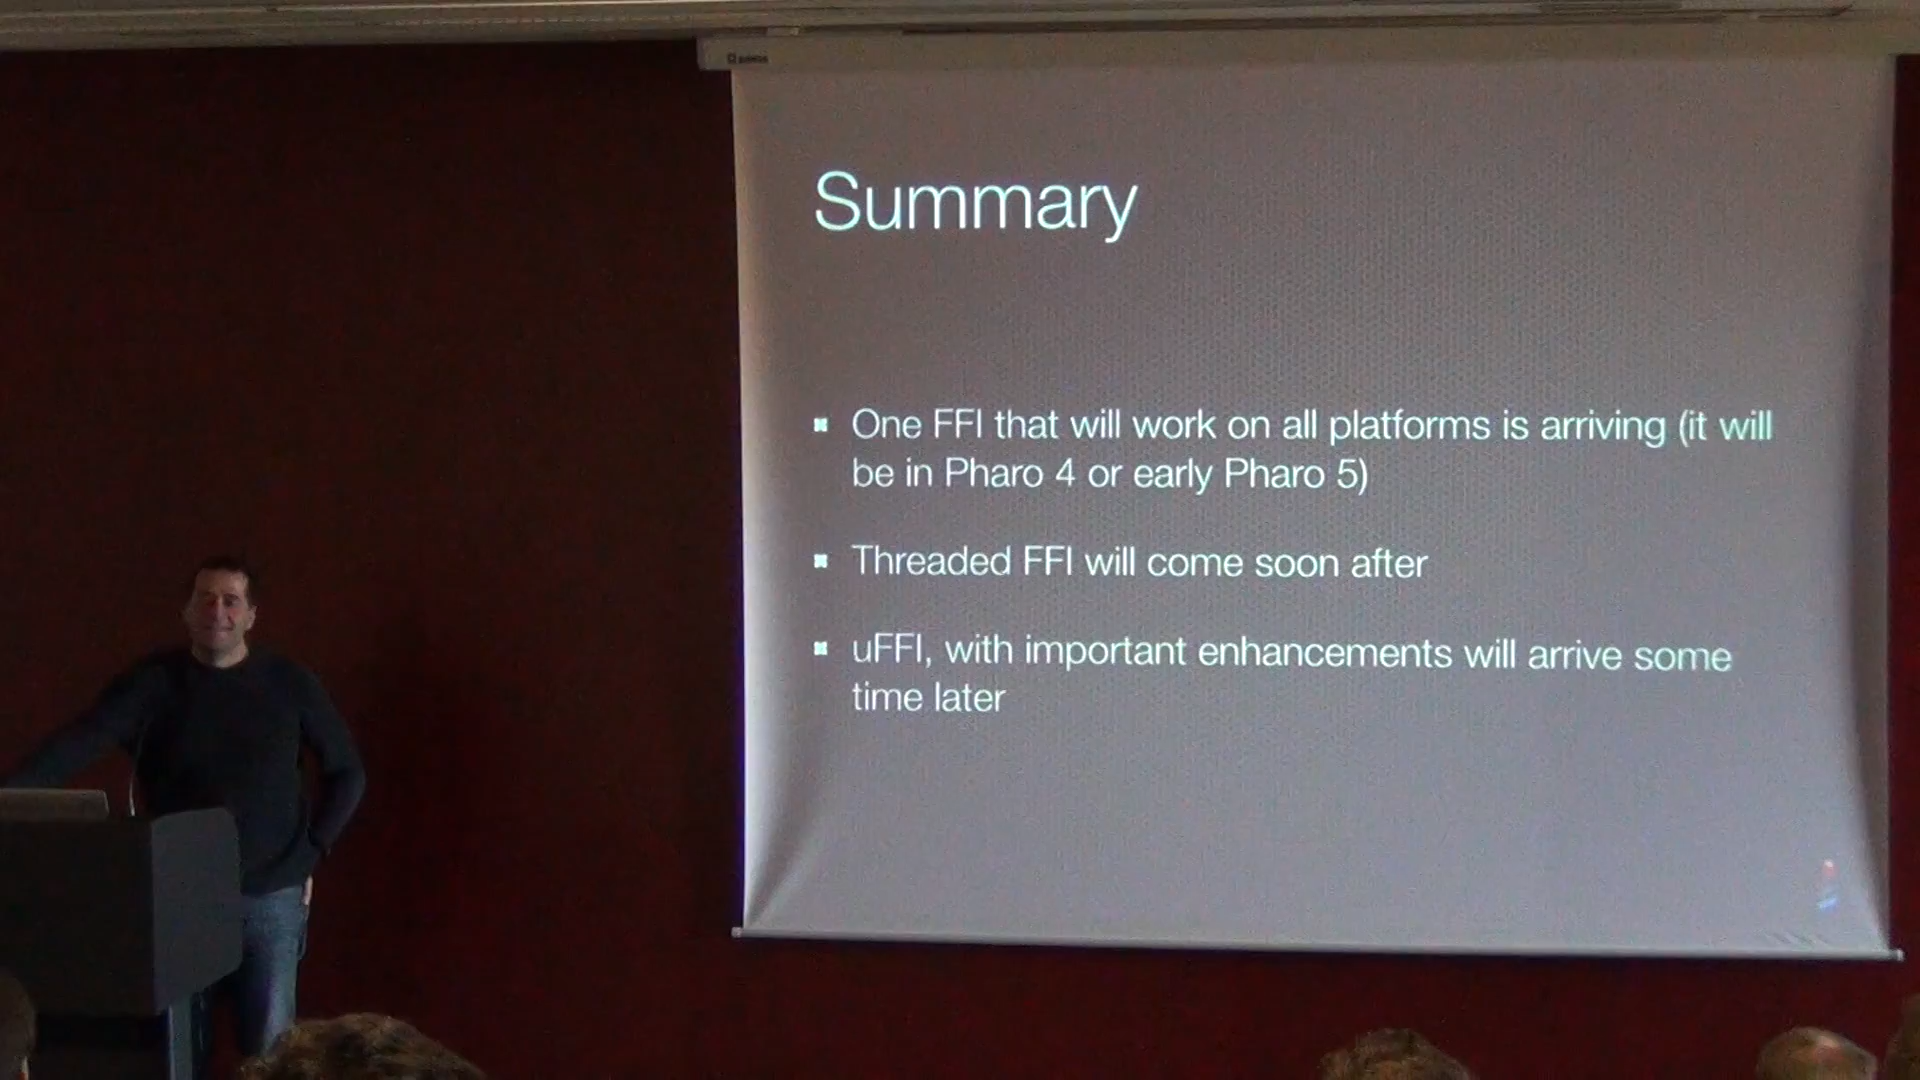 Summary
One FFI that will work on all platforms is arriving (it will
be in Pharo 4 or early Pharo 5)
Threaded FFI will come soon after
uFFI, with important enhancements will arrive some
time later